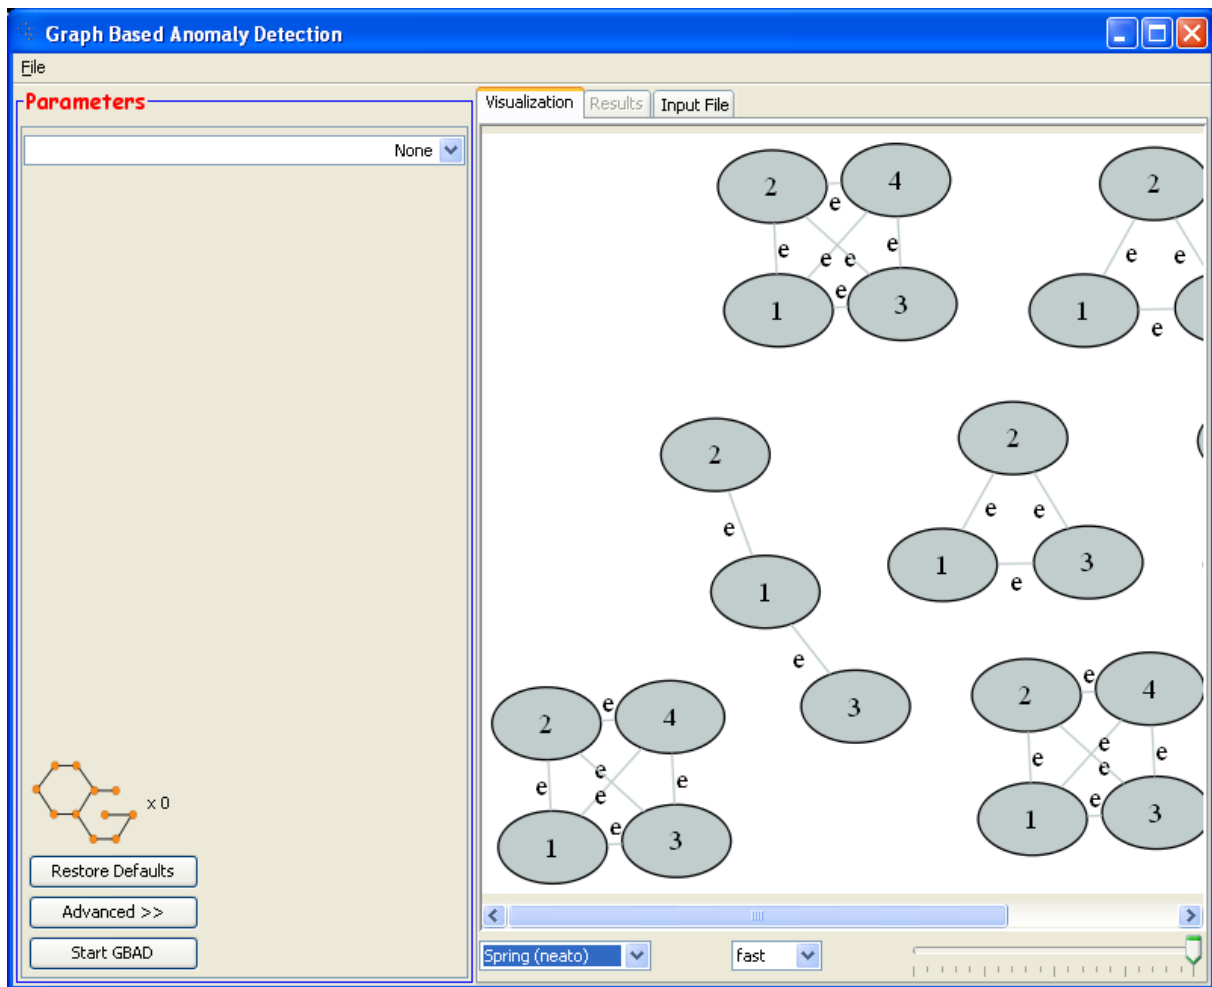 Graph Based Anomaly Detection
File
Parameters
Visualization Results Input File
None
2 4 2
e
e e e e e
1 e 3 1 e
2 2
e e e
1 1 e 3
e
3
2 e 4 2 e 4
e e e e e e
e e
1 e 3 1 e 3
x 0
Restore Defaults
Advanced >>
Start GBAD
Spring (neato) fast